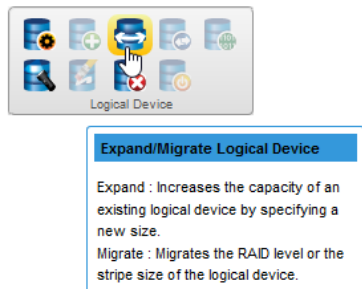 Logical Device
Expand/Migrate Logical Device
Expand : Increases the capacity of an
existing logical device by specifying a
new size.
Migrate : Migrates the RAID level or the
stripe size of the logical device.